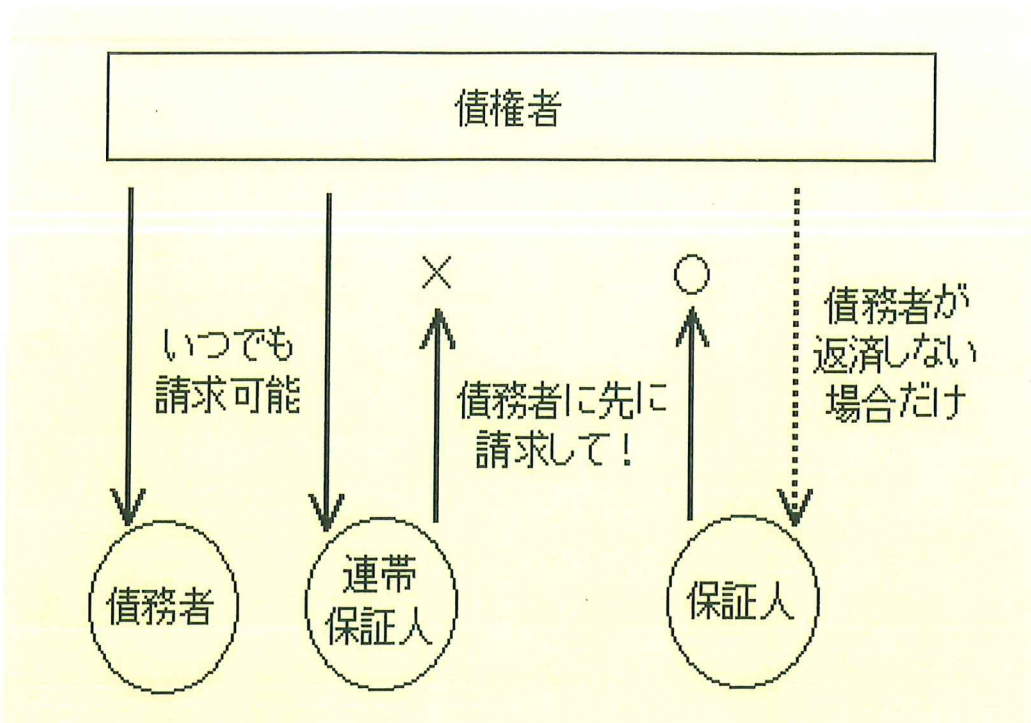 債権者
×
○
いつでも
請求可能
債務者に先に
請求して！
債務者が
返済しない
場合だけ
債務者
連帯
保証人
保証人